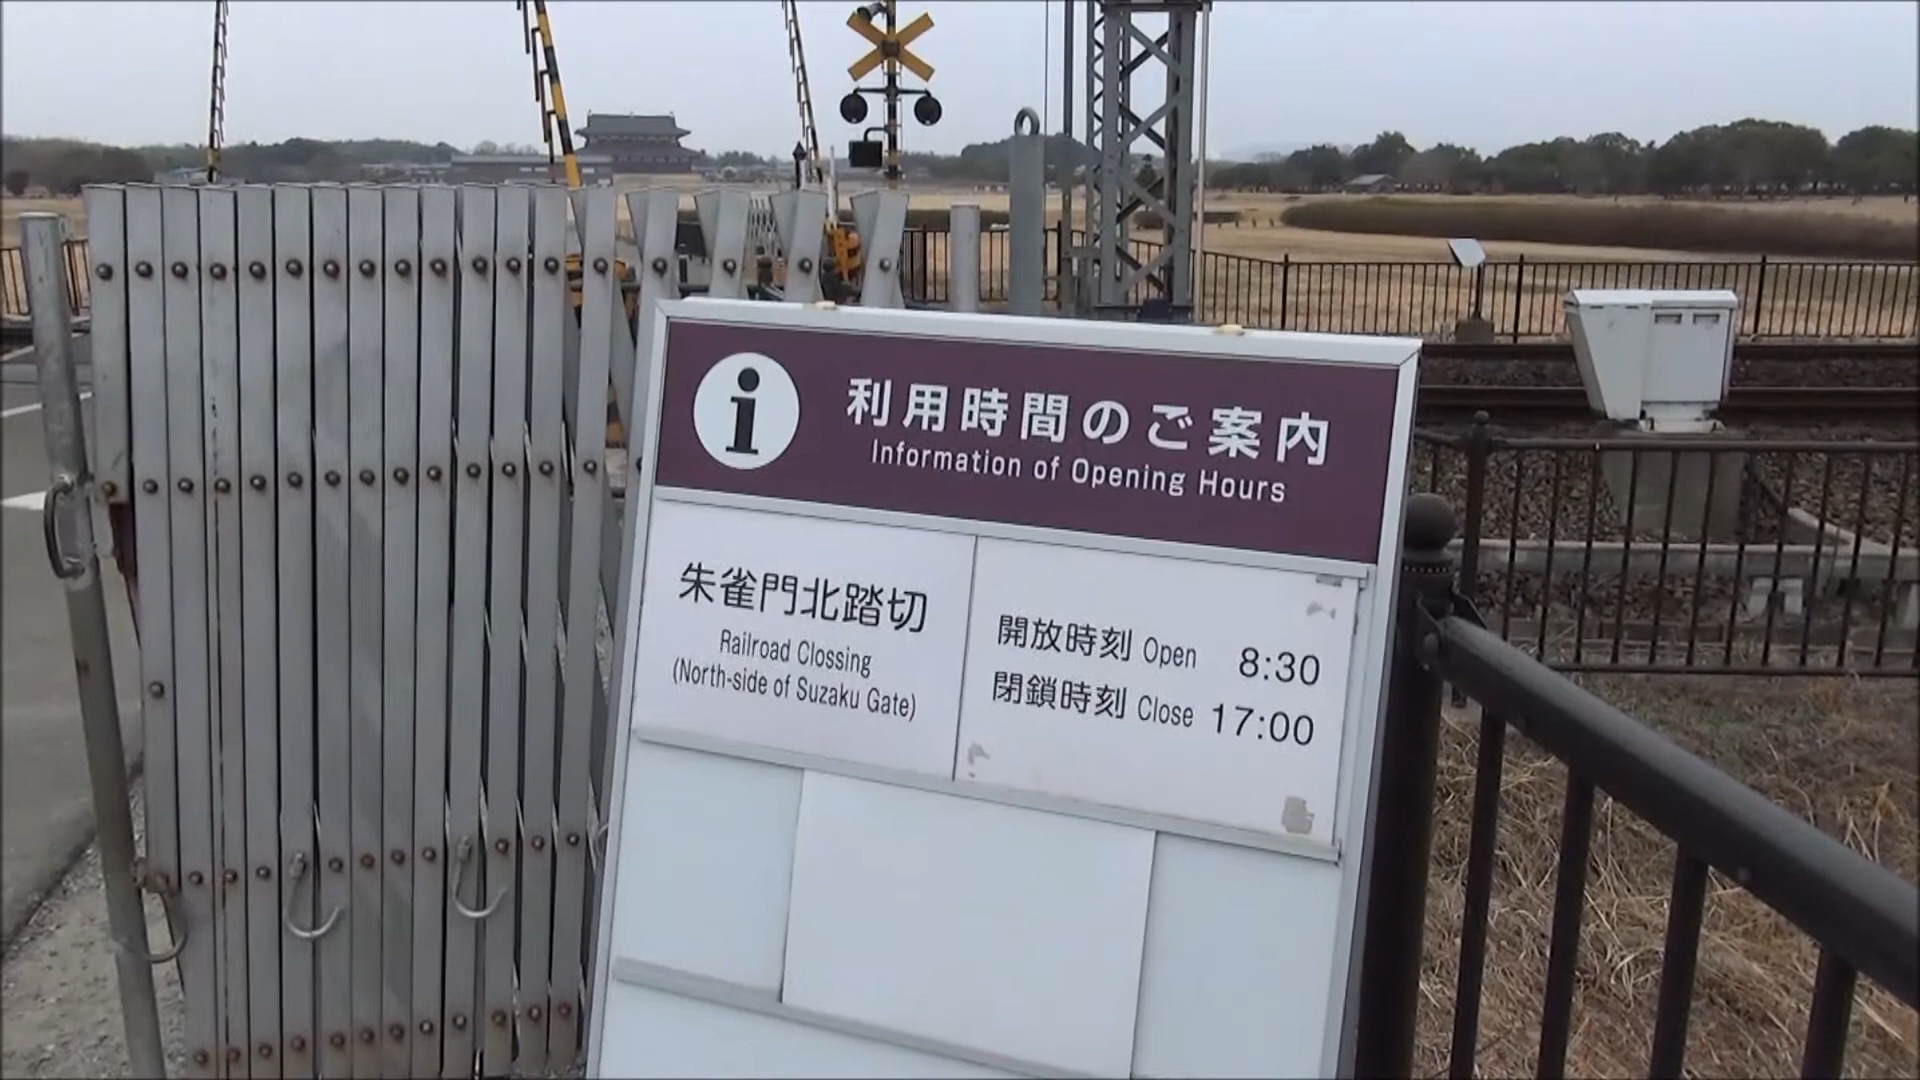 利用時間のご案内
Information of Opening Hours
朱雀門北踏切
Railroad Clossing
(North-side of Suzaku Gate)
開放時刻 Open 8:30
閉鎖時刻 Close 17:00